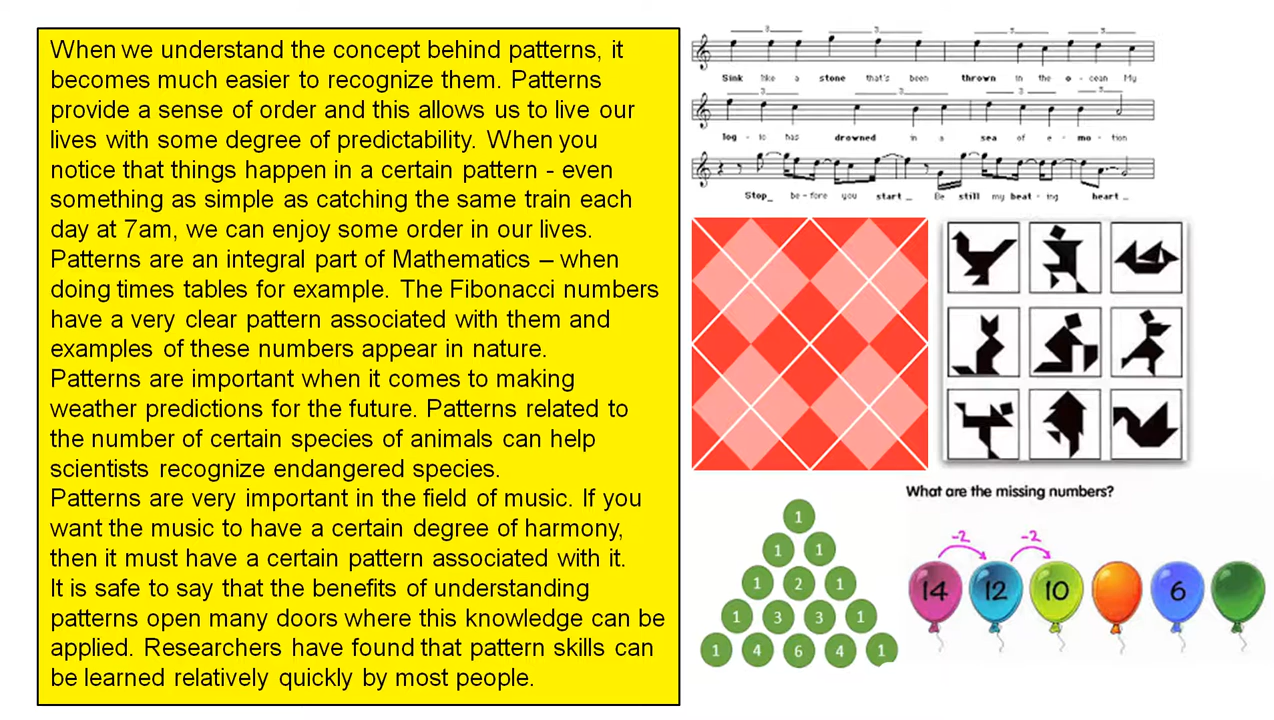 When we understand the concept behind patterns, it
becomes much easier to recognize them. Patterns
provide a sense of order and this allows us to live our
lives with some degree of predictability. When you
notice that things happen in a certain pattern - even
something as simple as catching the same train each
day at 7am, we can enjoy some order in our lives.
Patterns are an integral part of Mathematics – when
doing times tables for example. The Fibonacci numbers
have a very clear pattern associated with them and
examples of these numbers appear in nature.
Patterns are important when it comes to making
weather predictions for the future. Patterns related to
the number of certain species of animals can help
scientists recognize endangered species.
Patterns are very important in the field of music. If you
want the music to have a certain degree of harmony,
then it must have a certain pattern associated with it.
It is safe to say that the benefits of understanding
patterns open many doors where this knowledge can be
applied. Researchers have found that pattern skills can
be learned relatively quickly by most people.
3 3 3 3
Sink like a stone that's been thrown in the o - cean My
3 3 3 3
log - ic has drowned in a sea of e - mo - tion
Stop_ be - fore you start _ Be still my beat - ing heart _
1
1 1
1 2 1
1 3 3 1
1 4 6 4 1
What are the missing numbers?
-2 -2
14 12 10 6